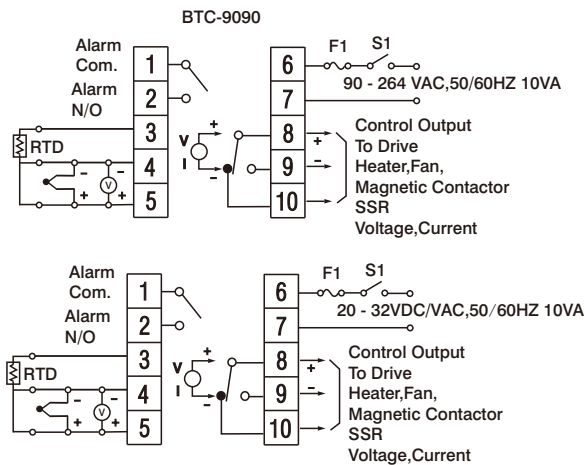 BTC-9090
Alarm
Com.
Alarm
N/O
1
2
3
4
5
RTD
- -
V
+ +
V
I
+
-
6
7
8
9
10
F1 S1
90 - 264 VAC,50/60HZ 10VA
+
-
Control Output
To Drive
Heater,Fan,
Magnetic Contactor
SSR
Voltage,Current
Alarm
Com.
Alarm
N/O
1
2
3
4
5
RTD
- -
V
+ +
V
I
+
-
6
7
8
9
10
F1 S1
20 - 32VDC/VAC,50/60HZ 10VA
+
-
Control Output
To Drive
Heater,Fan,
Magnetic Contactor
SSR
Voltage,Current